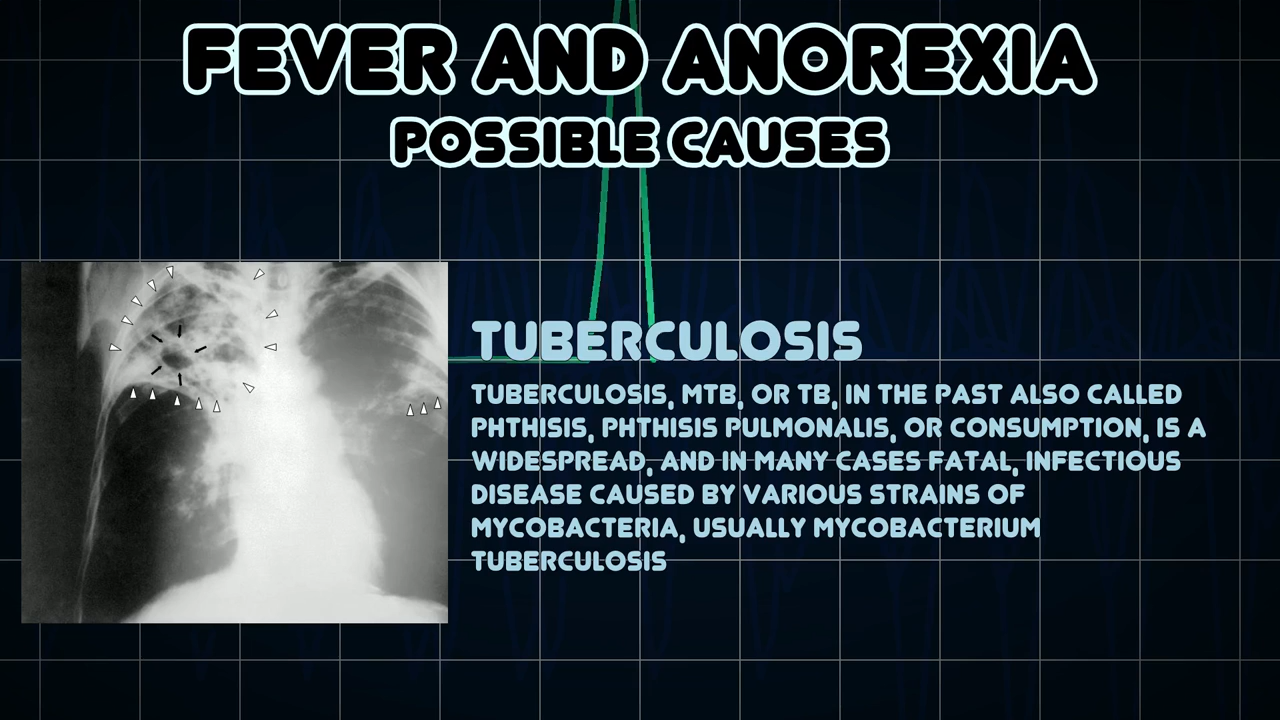 FEVER AND ANOREXIA
POSSIBLE CAUSES
TUBERCULOSIS
TUBERCULOSIS, MTB, OR TB, IN THE PAST ALSO CALLED
PHTHISIS, PHTHISIS PULMONALIS, OR CONSUMPTION, IS A
WIDESPREAD, AND IN MANY CASES FATAL, INFECTIOUS
DISEASE CAUSED BY VARIOUS STRAINS OF
MYCOBACTERIA, USUALLY MYCOBACTERIUM
TUBERCULOSIS